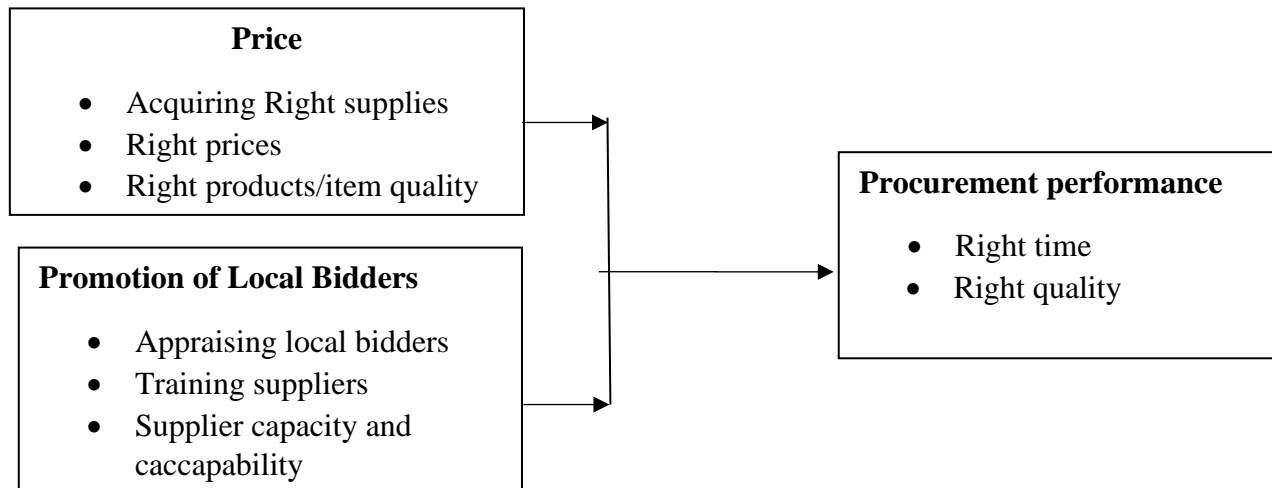 Price
• Acquiring Right supplies
• Right prices
• Right products/item quality
Promotion of Local Bidders
• Appraising local bidders
• Training suppliers
• Supplier capacity and
caccapability
Procurement performance
• Right time
• Right quality